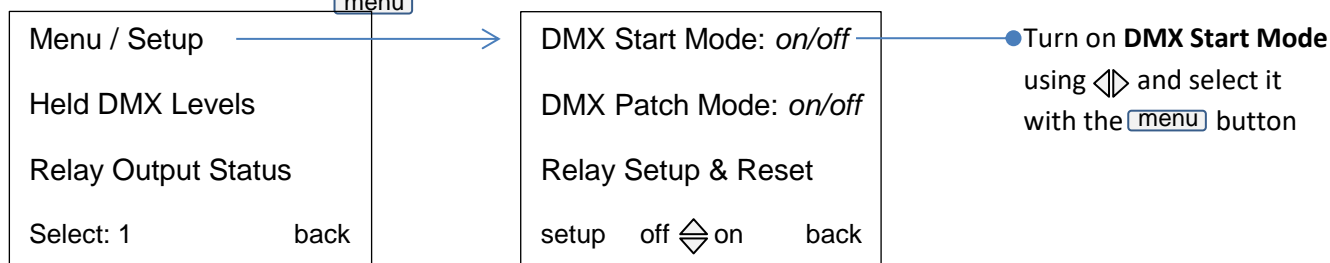 menu
Menu / Setup
Held DMX Levels
Relay Output Status
Select: 1 back
DMX Start Mode: on/off
DMX Patch Mode: on/off
Relay Setup & Reset
setup off on back
Turn on DMX Start Mode
using and select it
with the menu button